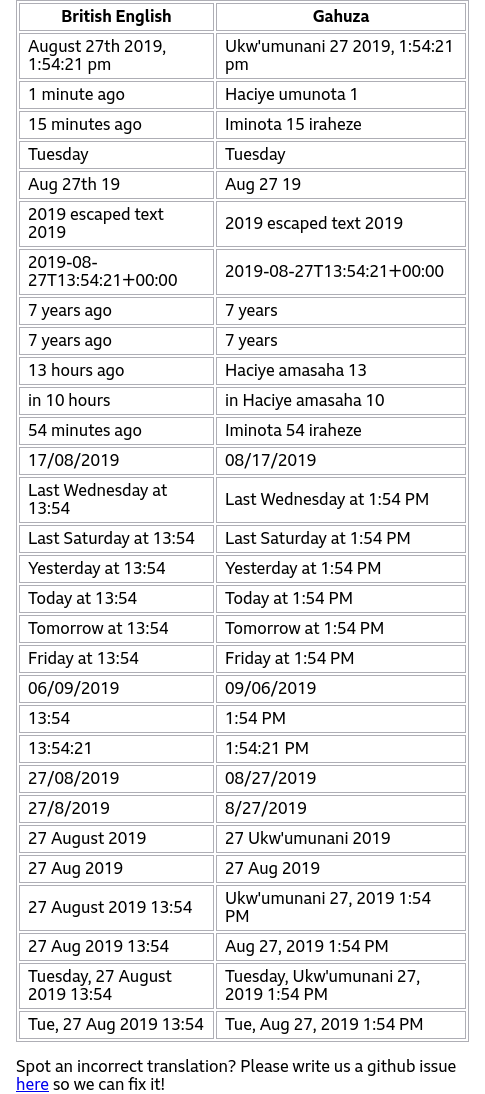 British English Gahuza
August 27th 2019, Ukw'umunani 27 2019, 1:54:21
1:54:21 pm pm
1 minute ago Haciye umunota 1
15 minutes ago Iminota 15 iraheze
Tuesday Tuesday
Aug 27th 19 Aug 27 19
2019 escaped text 2019 escaped text 2019
2019
2019-08- 2019-08-27T13:54:21+00:00
27T13:54:21+00:00
7 years ago 7 years
7 years ago 7 years
13 hours ago Haciye amasaha 13
in 10 hours in Haciye amasaha 10
54 minutes ago Iminota 54 iraheze
17/08/2019 08/17/2019
Last Wednesday at Last Wednesday at 1:54 PM
13:54
Last Saturday at 13:54 Last Saturday at 1:54 PM
Yesterday at 13:54 Yesterday at 1:54 PM
Today at 13:54 Today at 1:54 PM
Tomorrow at 13:54 Tomorrow at 1:54 PM
Friday at 13:54 Friday at 1:54 PM
06/09/2019 09/06/2019
13:54 1:54 PM
13:54:21 1:54:21 PM
27/08/2019 08/27/2019
27/8/2019 8/27/2019
27 August 2019 27 Ukw'umunani 2019
27 Aug 2019 27 Aug 2019
27 August 2019 13:54 Ukw'umunani 27, 2019 1:54
PM
27 Aug 2019 13:54 Aug 27, 2019 1:54 PM
Tuesday, 27 August Tuesday, Ukw'umunani 27,
2019 13:54 2019 1:54 PM
Tue, 27 Aug 2019 13:54 Tue, Aug 27, 2019 1:54 PM
Spot an incorrect translation? Please write us a github issue
here so we can fix it!